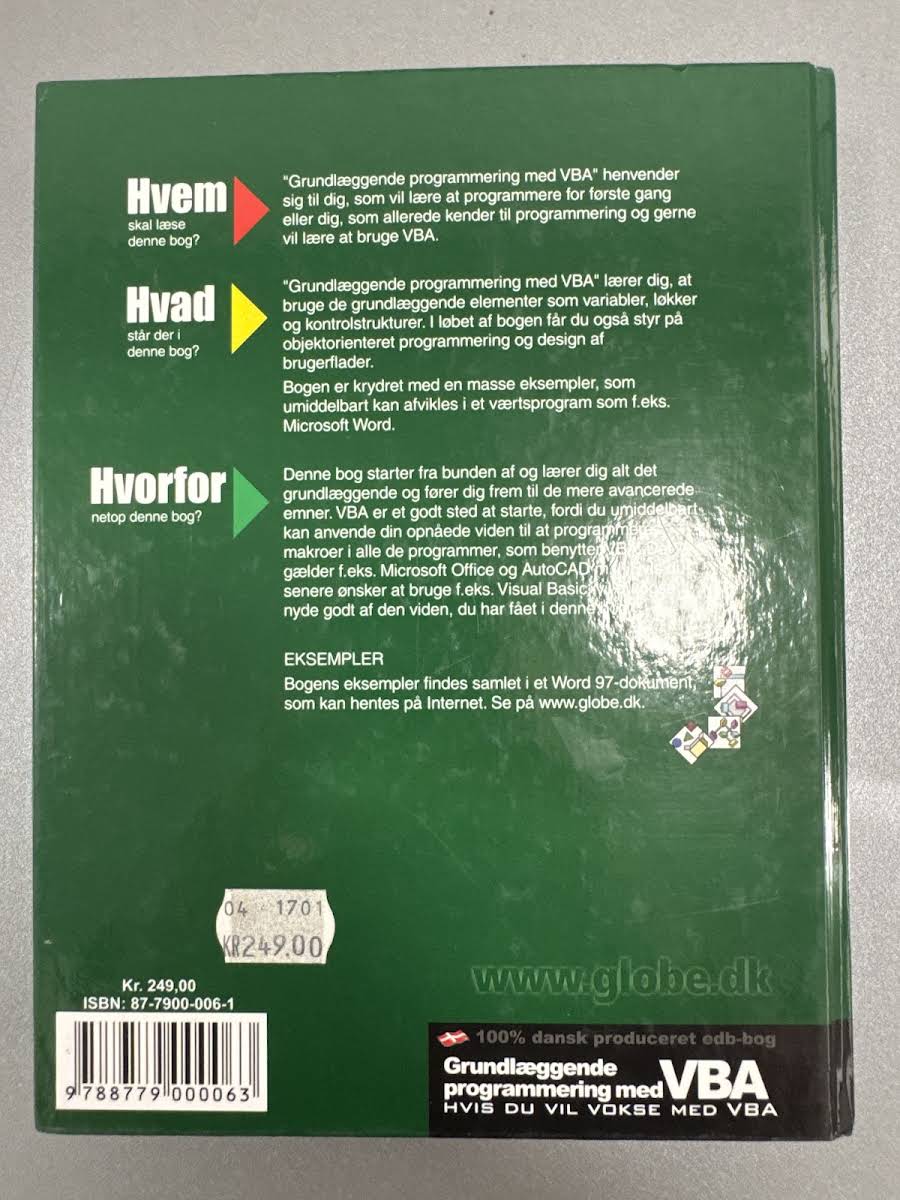 Hvem
skal læse
denne bog?
"Grundlæggende programmering med VBA" henvender
sig til dig, som vil lære at programmere for første gang
eller dig, som allerede kender til programmering og gerne
vil lære at bruge VBA.
Hvad
står der i
denne bog?
"Grundlæggende programmering med VBA" lærer dig, at
bruge de grundlæggende elementer som variabler, løkker
og kontrolstrukturer. I løbet af bogen får du også styr på
objektorienteret programmering og design af
brugerflader.
Bogen er krydret med en masse eksempler, som
umiddelbart kan afvikles i et værtsprogram som f.eks.
Microsoft Word.
Hvorfor
netop denne bog?
Denne bog starter fra bunden af og lærer dig alt det
grundlæggende og fører dig frem til de mere avancerede
emner. VBA er et godt sted at starte, fordi du umiddelbart
kan anvende din opnåede viden til at programmere
makroer i alle de programmer, som benytter VBA.
gælder f.eks. Microsoft Office og AutoCAD
senere ønsker at bruge f.eks. Visual Basic
nyde godt af den viden, du har fået i denne
EKSEMPLER
Bogens eksempler findes samlet i et Word 97-dokument,
som kan hentes på Internet. Se på www.globe.dk.
04 1701
KR249.00
Kr. 249,00
ISBN: 87-7900-006-1
9 788779 000063
www.globe.dk
100% dansk produceret edb-bog
Grundlæggende
programmering med VBA
HVIS DU VIL VOKSE MED VBA